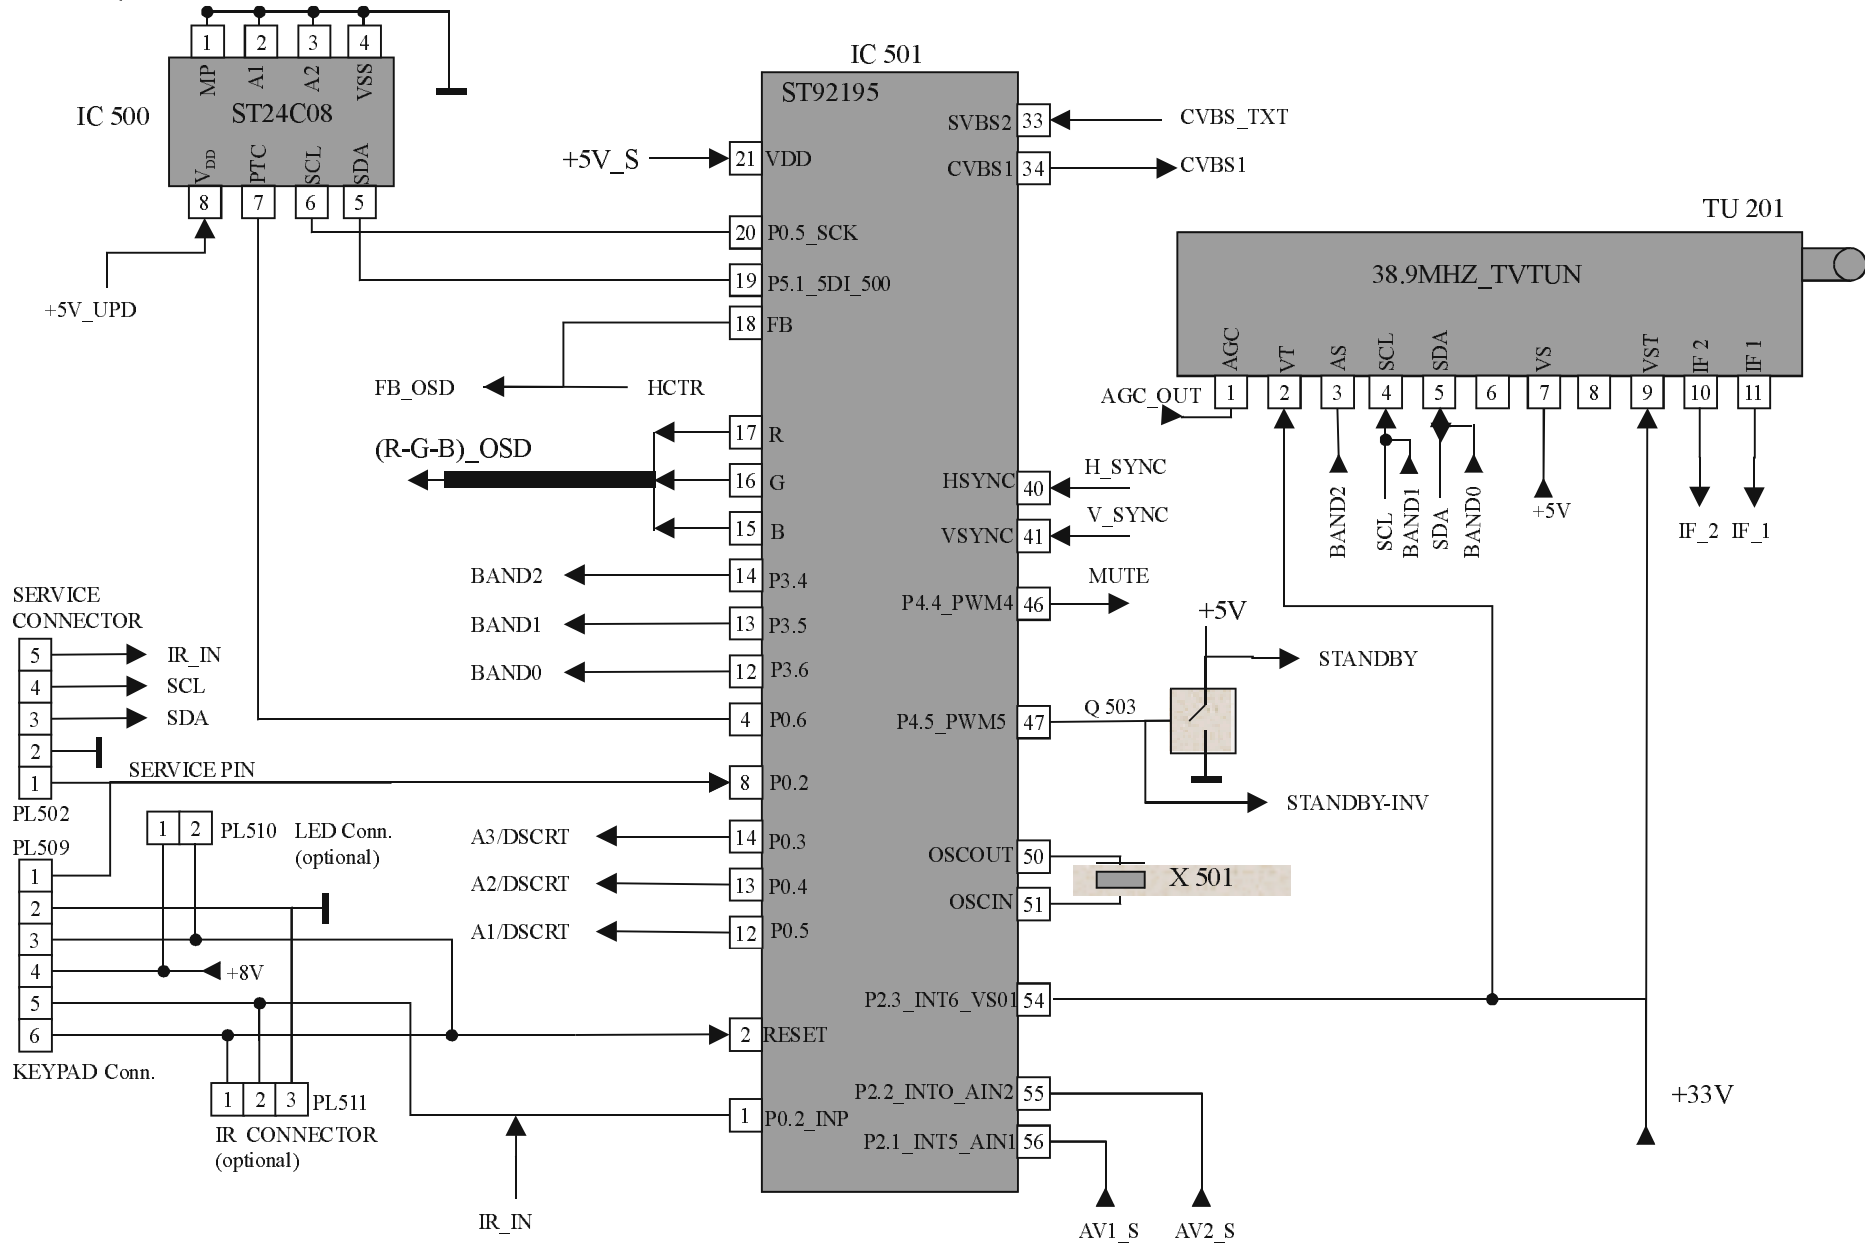 1 2 3 4
MP A1 A2 VSS
IC 500
ST24C08
VDD PTC SCL SDA
8 7 6 5
+5V_UPD
SERVICE
CONNECTOR
5 IR_IN
4 SCL
3 SDA
2
1 SERVICE PIN
PL502
PL509
1 2 PL510 LED Conn.
(optional)
1
2
3
4 +8V
5
6
KEYPAD Conn.
1 2 3 PL511
IR CONNECTOR
(optional)
IC 501
ST92195
+5V_S 21 VDD
20 P0.5_SCK
19 P5.1_5DI_500
18 FB
FB_OSD HCTR
(R-G-B)_OSD
17 R
16 G
15 B
BAND2 14 P3.4
BAND1 13 P3.5
BAND0 12 P3.6
4 P0.6
8 P0.2
A3/DSCRT 14 P0.3
A2/DSCRT 13 P0.4
A1/DSCRT 12 P0.5
2 RESET
1 P0.2_INP
IR_IN
SVBS2 33 CVBS_TXT
CVBS1 34 CVBS1
HSYNC 40 H_SYNC
VSYNC 41 V_SYNC
P4.4_PWM4 46 MUTE
P4.5_PWM5 47 Q 503
+5V
STANDBY
STANDBY-INV
OSCOUT 50
X 501
OSCIN 51
P2.3_INT6_VS01 54
P2.2_INTO_AIN2 55
P2.1_INT5_AIN1 56
AV1_S AV2_S
TU 201
38.9MHZ_TVTUN
AGC VT AS SCL SDA VS VST IF 2 IF 1
AGC_OUT 1 2 3 4 5 6 7 8 9 10 11
BAND2 SCL BAND1 SDA BAND0 +5V IF_2 IF_1
+33V